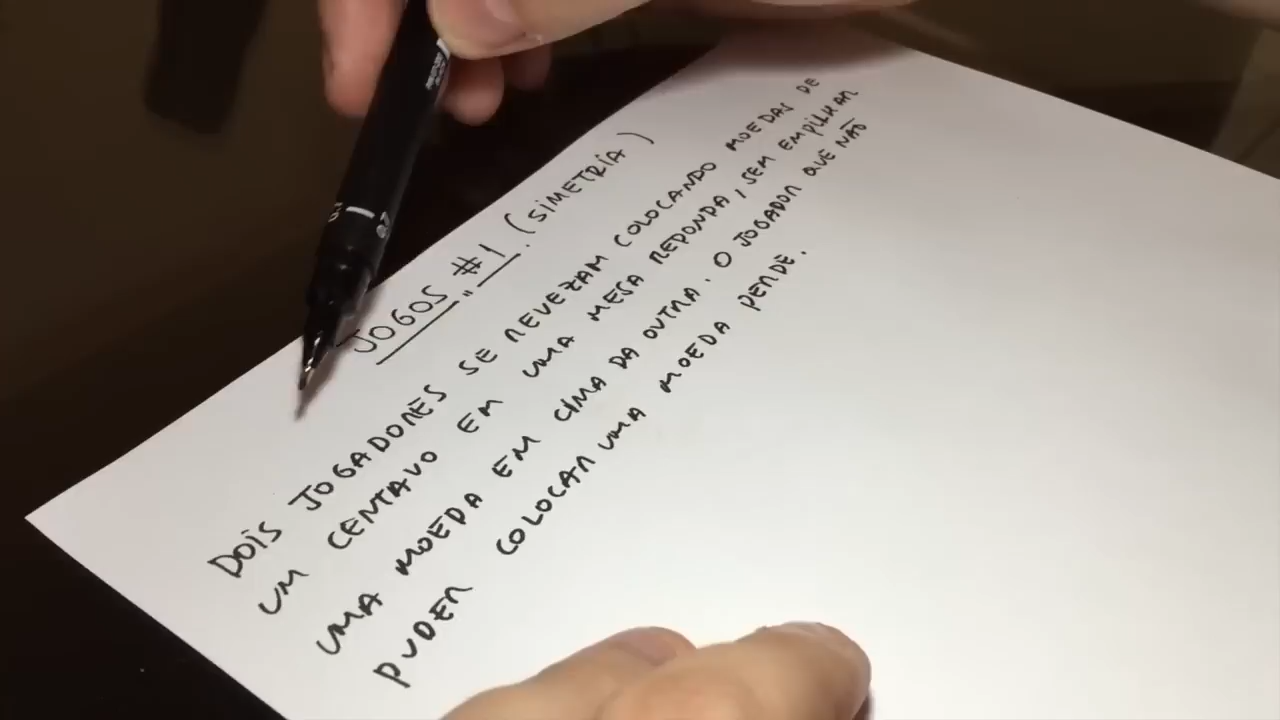 JOGOS #1 (SIMETRIA)
DOIS JOGADORES SE REVEZAM COLOCANDO MOEDAS DE
UM CENTAVO EM UMA MESA REDONDA, SEM EMPILHAR
UMA MOEDA EM CIMA DA OUTRA. O JOGADOR QUE NÃO
PUDER COLOCAR UMA MOEDA PERDE.